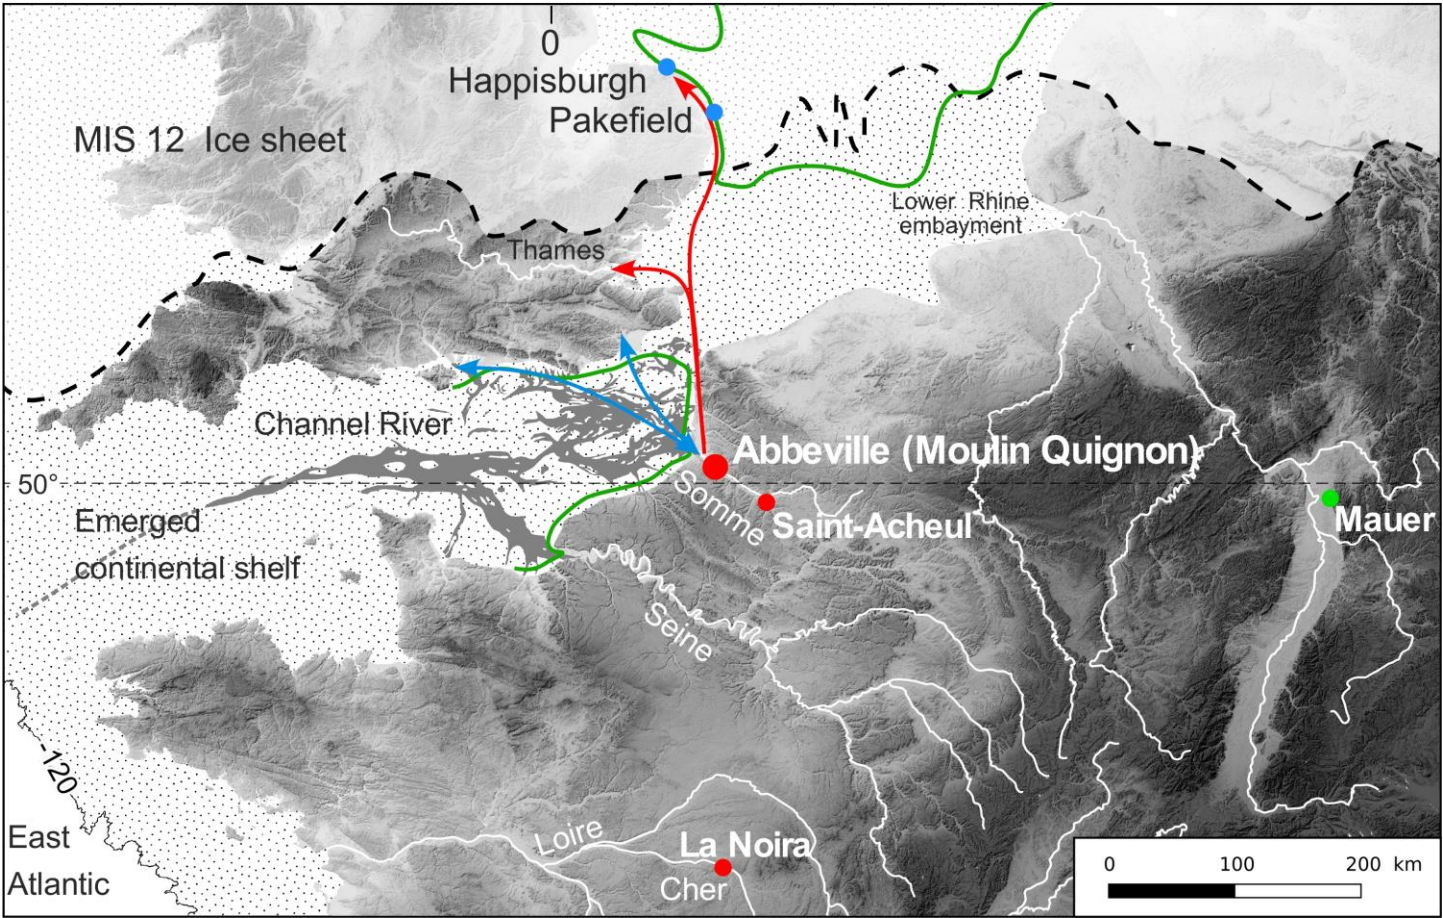 0
Happisburgh
Pakefield
MIS 12 Ice sheet
Lower Rhine
embayment
Thames
Channel River
Abbeville (Moulin Quignon)
50°
Somme
Saint-Acheul
Mauer
Emerged
continental shelf
Seine
-120
East
Atlantic
Loire
La Noira
Cher
0 100 200 km